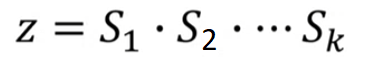 z = S₁ · S₂ · ⋯ Sₖ